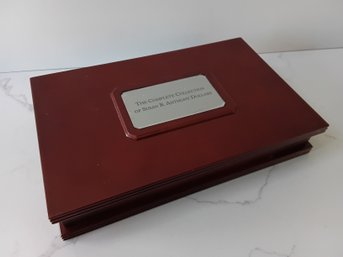 The Complete Collection
of Susan B. Anthony Dollars